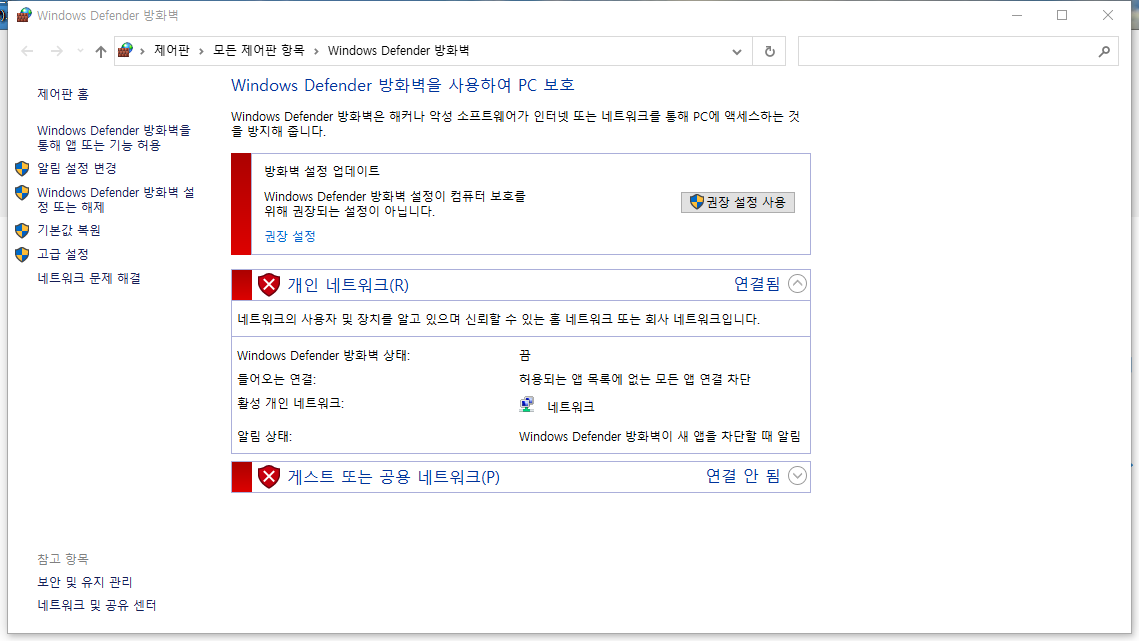 Windows Defender 방화벽
제어판 > 모든 제어판 항목 > Windows Defender 방화벽
제어판 홈
Windows Defender 방화벽을
통해 앱 또는 기능 허용
알림 설정 변경
Windows Defender 방화벽 설
정 또는 해제
기본값 복원
고급 설정
네트워크 문제 해결
참고 항목
보안 및 유지 관리
네트워크 및 공유 센터
Windows Defender 방화벽을 사용하여 PC 보호
Windows Defender 방화벽은 해커나 악성 소프트웨어가 인터넷 또는 네트워크를 통해 PC에 액세스하는 것
을 방지해 줍니다.
방화벽 설정 업데이트
Windows Defender 방화벽 설정이 컴퓨터 보호를
위해 권장되는 설정이 아닙니다.
권장 설정 사용
권장 설정
개인 네트워크(R) 연결됨
네트워크의 사용자 및 장치를 알고 있으며 신뢰할 수 있는 홈 네트워크 또는 회사 네트워크입니다.
Windows Defender 방화벽 상태: 끔
들어오는 연결: 허용되는 앱 목록에 없는 모든 앱 연결 차단
활성 개인 네트워크: 네트워크
알림 상태: Windows Defender 방화벽이 새 앱을 차단할 때 알림
게스트 또는 공용 네트워크(P) 연결 안 됨